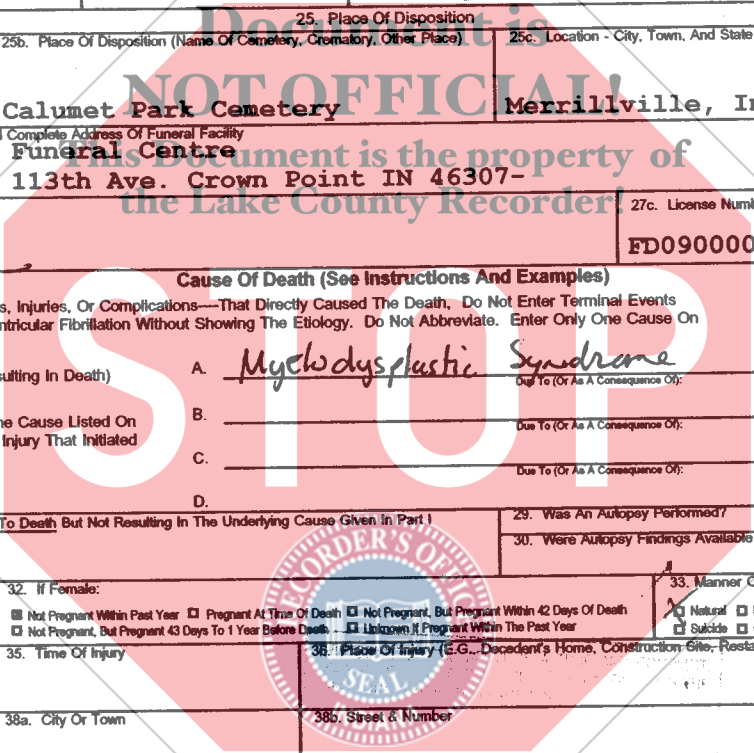 25. Place Of Disposition
25b. Place Of Disposition (Name Of Cemetery, Crematory, Other Place)
25c. Location - City, Town, And State
Document is
NOT OFFICIAL!
Calumet Park Cemetery
Merrillville, In
Complete Address Of Funeral Facility
Funeral Centre
This Document is the property of
113th Ave. Crown Point IN 46307-
the Lake County Recorder!
27c. License Num
FD090000
STOP
Cause Of Death (See Instructions And Examples)
s, Injuries, Or Complications----That Directly Caused The Death. Do Not Enter Terminal Events
ntricular Fibrillation Without Showing The Etiology. Do Not Abbreviate. Enter Only One Cause On
sulting In Death)
A. Myelodysplastic Syndrome
Due To (Or As A Consequence Of):
ne Cause Listed On
B.
Due To (Or As A Consequence Of):
Injury That Initiated
C.
Due To (Or As A Consequence Of):
D.
To Death But Not Resulting In The Underlying Cause Given In Part I
29. Was An Autopsy Performed?
30. Were Autopsy Findings Available
RECORDER'S OFFICE
32. If Female:
Not Pregnant Within Past Year
Pregnant At Time Of Death
Not Pregnant, But Pregnant Within 42 Days Of Death
Not Pregnant, But Pregnant 43 Days To 1 Year Before Death
Unknown If Pregnant Within The Past Year
33. Manner O
Natural
Suicide
35. Time Of Injury
36. Place Of Injury (E.G., Decedent's Home, Construction Site, Resta
SEAL
INDIANA
38a. City Or Town
38b. Street & Number